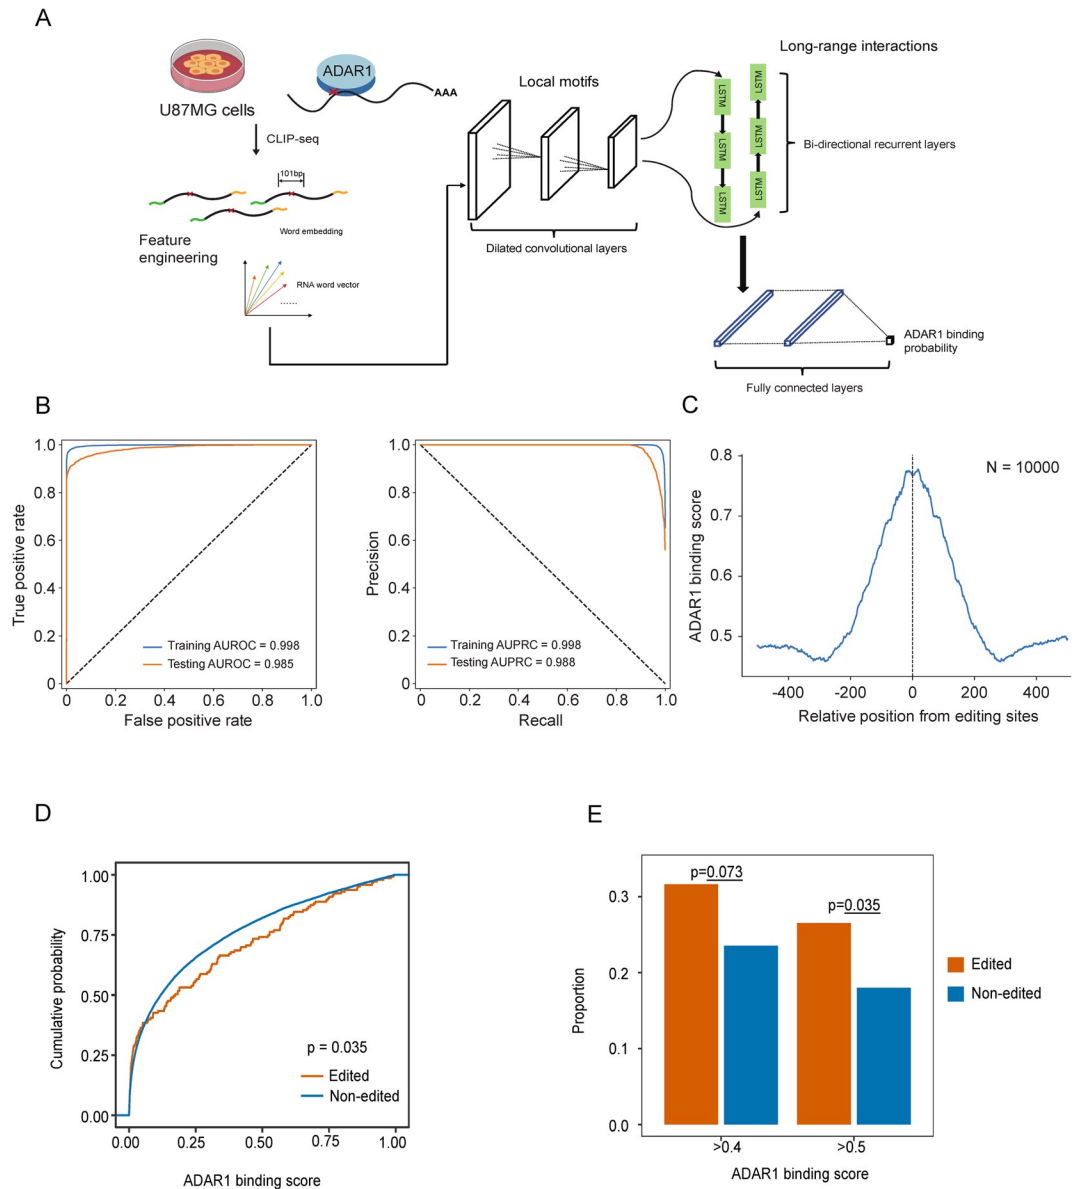 A
U87MG cells
ADAR1
AAA
CLIP-seq
101bp
Word embedding
Feature
engineering
RNA word vector
......
Local motifs
Dilated convolutional layers
Long-range interactions
LSTM
LSTM
LSTM
LSTM
LSTM
LSTM
Bi-directional recurrent layers
ADAR1 binding
probability
Fully connected layers
B
True positive rate
1.0
0.8
0.6
0.4
0.2
0
Training AUROC = 0.998
Testing AUROC = 0.985
0 0.2 0.4 0.6 0.8 1.0
False positive rate
Precision
1.0
0.8
0.6
0.4
0.2
0
Training AUPRC = 0.998
Testing AUPRC = 0.988
0 0.2 0.4 0.6 0.8 1.0
Recall
C
ADAR1 binding score
0.8
0.7
0.6
0.5
N = 10000
-400 -200 0 200 400
Relative position from editing sites
D
Cumulative probability
1.00
0.75
0.50
0.25
0.00
p = 0.035
Edited
Non-edited
0.00 0.25 0.50 0.75 1.00
ADAR1 binding score
E
Proportion
0.3
0.2
0.1
0.0
p=0.073
p=0.035
Edited
Non-edited
>0.4 >0.5
ADAR1 binding score